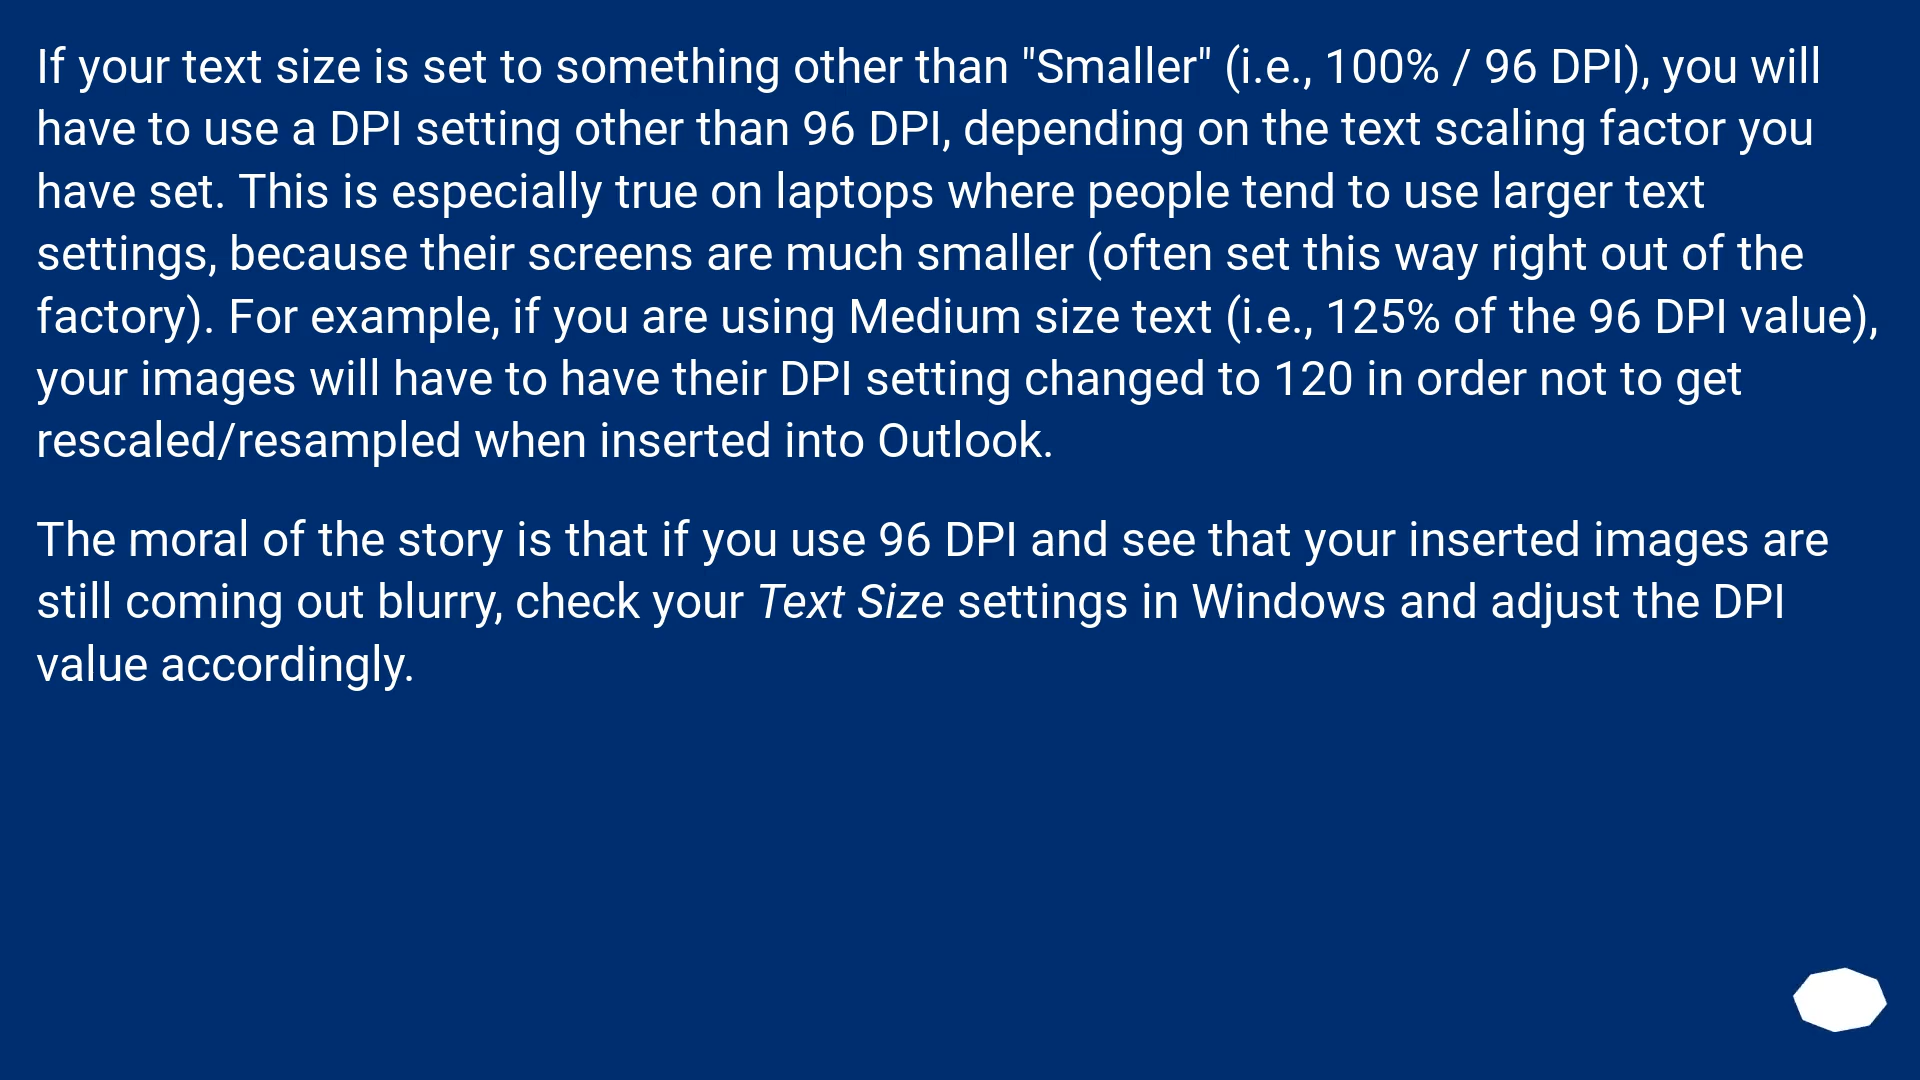 If your text size is set to something other than "Smaller" (i.e., 100% / 96 DPI), you will
have to use a DPI setting other than 96 DPI, depending on the text scaling factor you
have set. This is especially true on laptops where people tend to use larger text
settings, because their screens are much smaller (often set this way right out of the
factory). For example, if you are using Medium size text (i.e., 125% of the 96 DPI value),
your images will have to have their DPI setting changed to 120 in order not to get
rescaled/resampled when inserted into Outlook.
The moral of the story is that if you use 96 DPI and see that your inserted images are
still coming out blurry, check your Text Size settings in Windows and adjust the DPI
value accordingly.